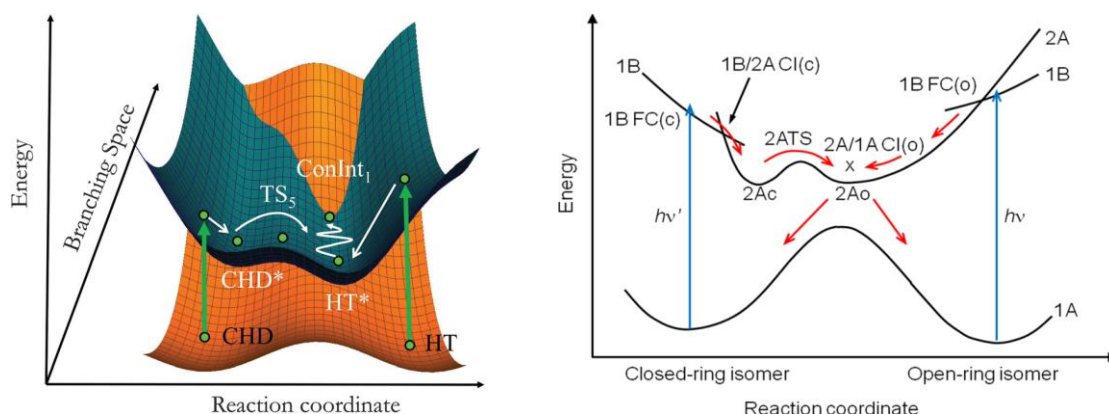 Energy
Branching Space
ConInt1
TS5
CHD*
HT*
CHD
HT
Reaction coordinate
Energy
1B
1B/2A CI(c)
1B FC(c)
2ATS
2A/1A CI(o)
x
2Ac
2Ao
1B FC(o)
2A
1B
hν'
hν
1A
Closed-ring isomer
Open-ring isomer
Reaction coordinate